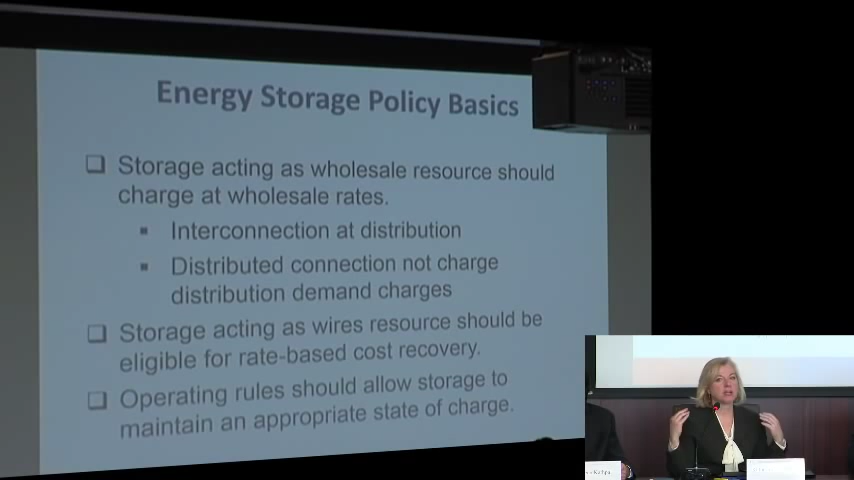 Energy Storage Policy Basics
Storage acting as wholesale resource should
charge at wholesale rates.
Interconnection at distribution
Distributed connection not charge
distribution demand charges
Storage acting as wires resource should be
eligible for rate-based cost recovery.
Operating rules should allow storage to
maintain an appropriate state of charge.